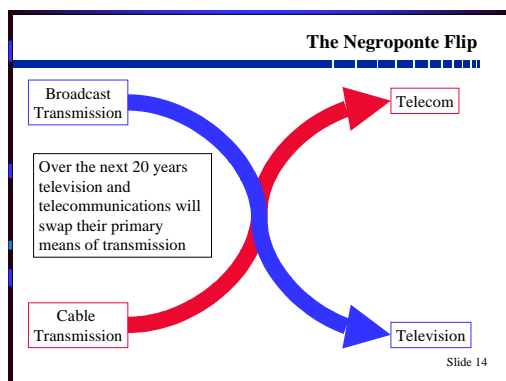 The Negroponte Flip
Broadcast
Transmission
Telecom
Over the next 20 years
television and
telecommunications will
swap their primary
means of transmission
Cable
Transmission
Television
Slide 14